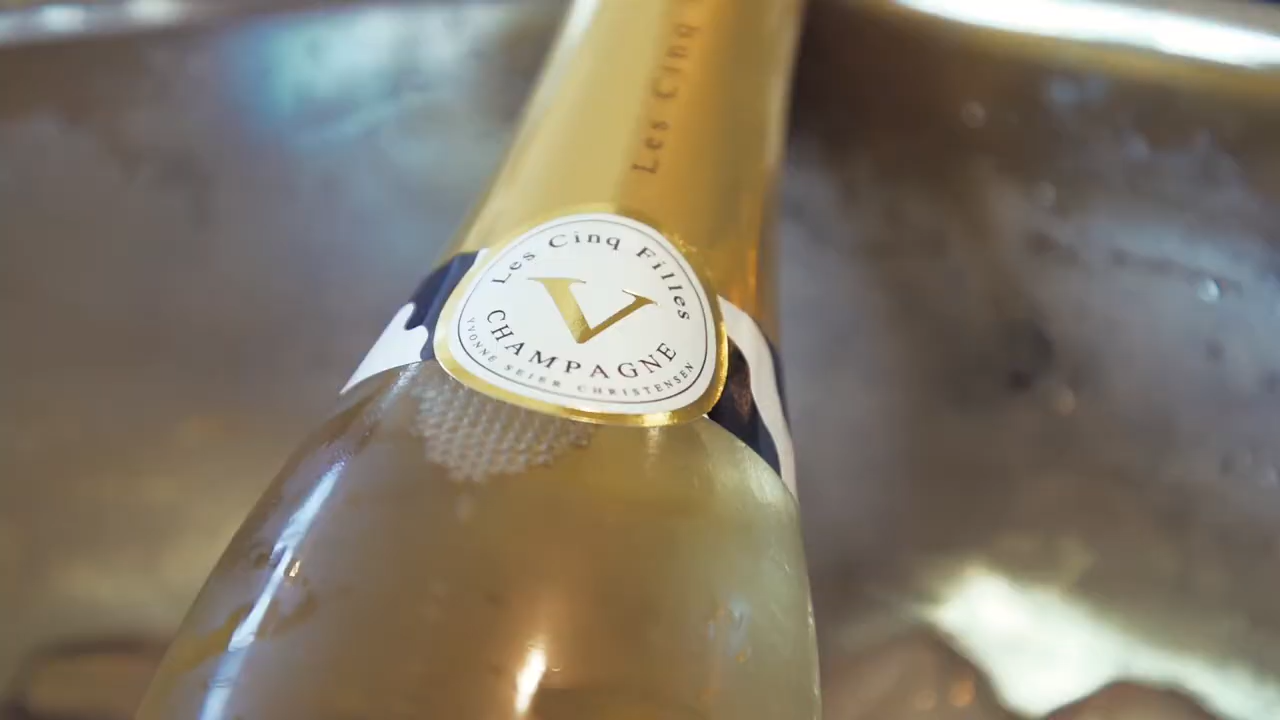 Les Cinq
Les Cinq Filles
V
CHAMPAGNE
YVONNE SEIER CHRISTENSEN